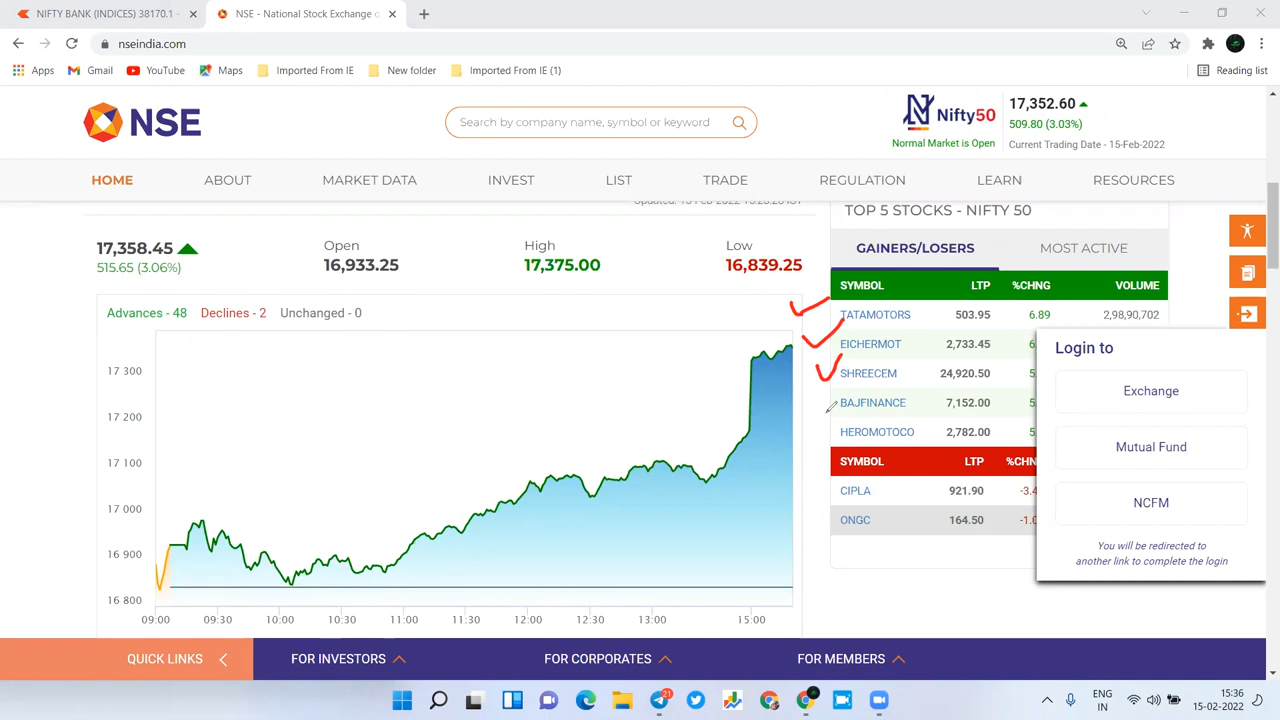 NIFTY BANK (INDICES) 38170.1 -
NSE - National Stock Exchange o
nseindia.com
Apps Gmail YouTube Maps Imported From IE New folder Imported From IE (1) Reading list
NSE
Search by company name, symbol or keyword
Nifty50
Normal Market is Open
17,352.60
509.80 (3.03%)
Current Trading Date - 15-Feb-2022
HOME ABOUT MARKET DATA INVEST LIST TRADE REGULATION LEARN RESOURCES
17,358.45
515.65 (3.06%)
Open
16,933.25
High
17,375.00
Low
16,839.25
Advances - 48 Declines - 2 Unchanged - 0
17 300
17 200
17 100
17 000
16 900
16 800
09:00 09:30 10:00 10:30 11:00 11:30 12:00 12:30 13:00 15:00
TOP 5 STOCKS - NIFTY 50
GAINERS/LOSERS MOST ACTIVE
SYMBOL LTP %CHNG VOLUME
TATAMOTORS 503.95 6.89 2,98,90,702
EICHERMOT 2,733.45
SHREECEM 24,920.50
BAJFINANCE 7,152.00
HEROMOTOCO 2,782.00
SYMBOL LTP
CIPLA 921.90
ONGC 164.50
Login to
Exchange
Mutual Fund
NCFM
You will be redirected to
another link to complete the login
QUICK LINKS FOR INVESTORS FOR CORPORATES FOR MEMBERS
21
ENG
IN
15:36
15-02-2022